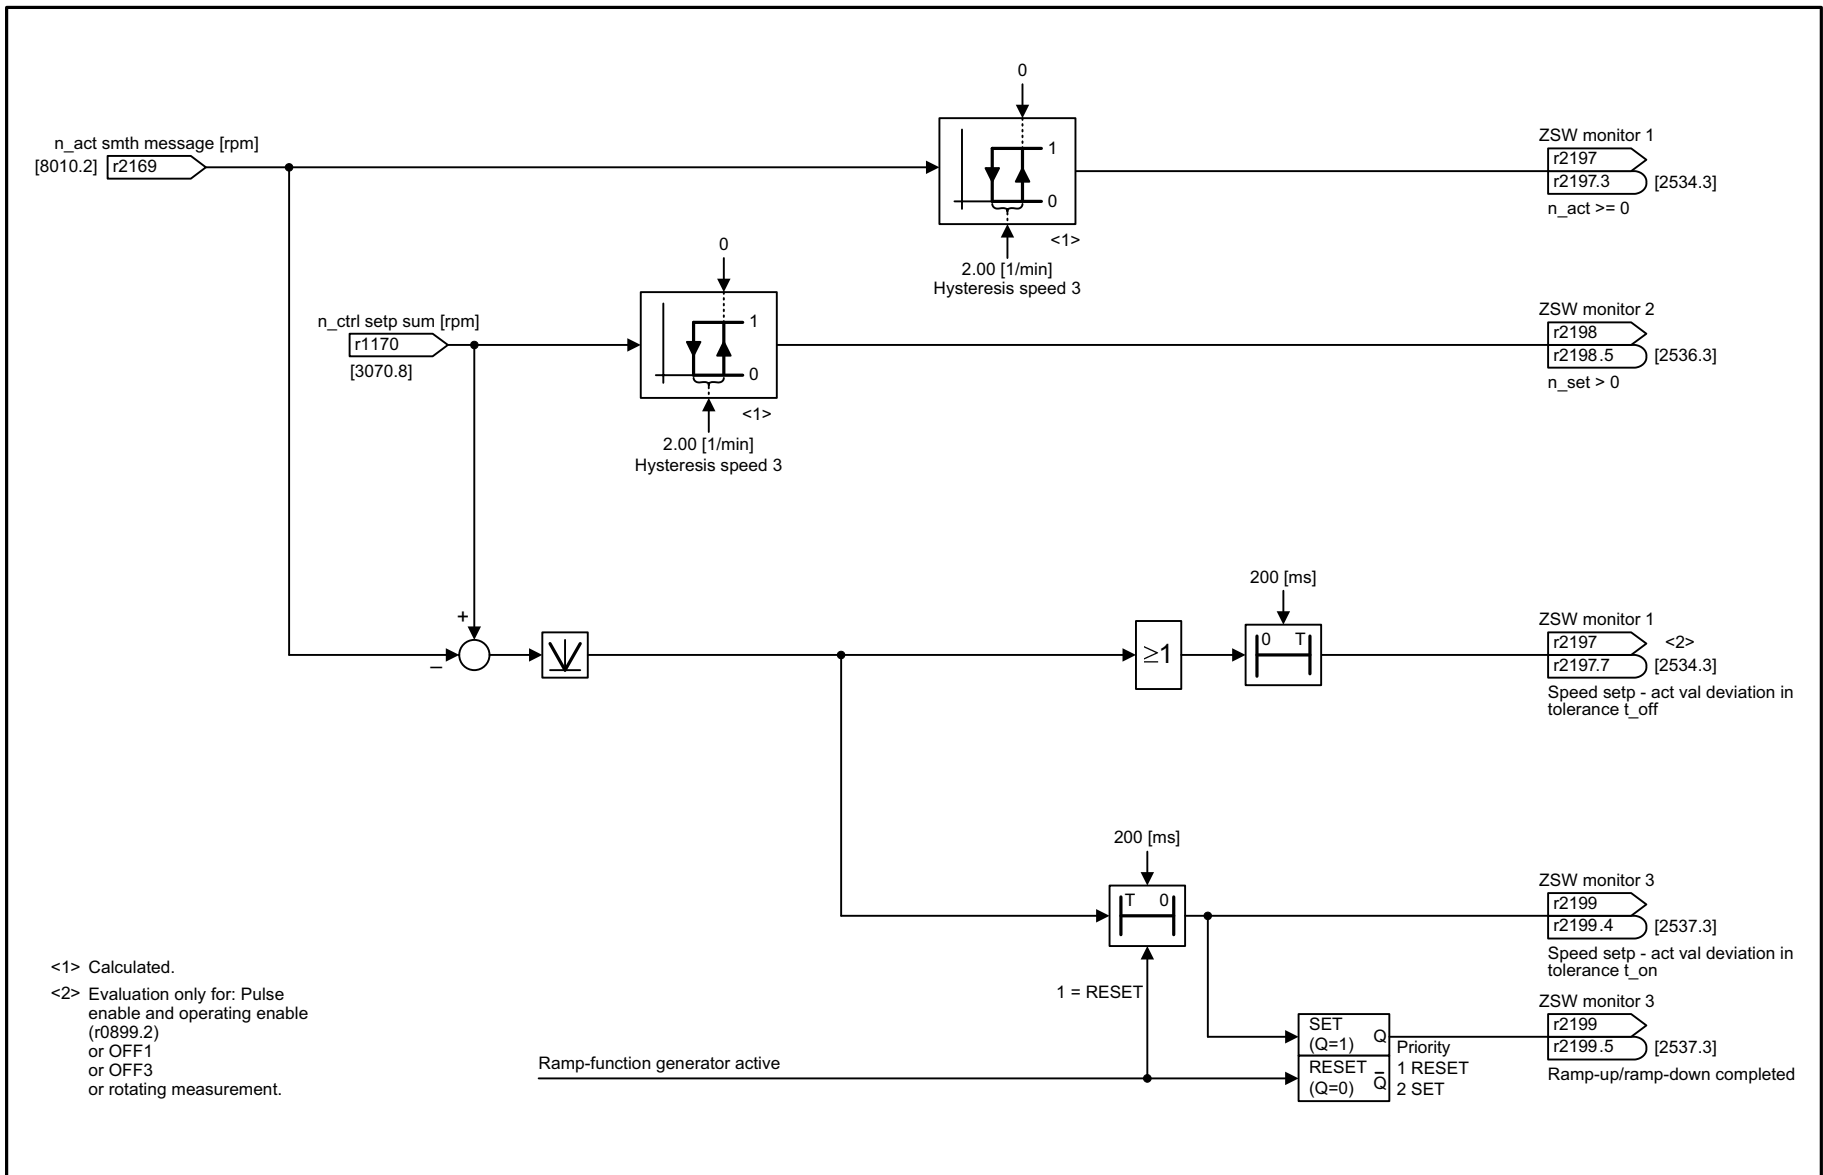 0
n_act smth message [rpm]
[8010.2]
r2169
1
0
<1>
2.00 [1/min]
Hysteresis speed 3
ZSW monitor 1
r2197
r2197.3
[2534.3]
n_act >= 0
0
n_ctrl setp sum [rpm]
r1170
[3070.8]
1
0
<1>
2.00 [1/min]
Hysteresis speed 3
ZSW monitor 2
r2198
r2198.5
[2536.3]
n_set > 0
+
–
≥1
200 [ms]
0 T
ZSW monitor 1
r2197
<2>
r2197.7
[2534.3]
Speed setp - act val deviation in
tolerance t_off
200 [ms]
T 0
1 = RESET
ZSW monitor 3
r2199
r2199.4
[2537.3]
Speed setp - act val deviation in
tolerance t_on
<1> Calculated.
<2> Evaluation only for: Pulse
enable and operating enable
(r0899.2)
or OFF1
or OFF3
or rotating measurement.
Ramp-function generator active
SET
(Q=1)
Q
RESET
(Q=0)
Q̅
Priority
1 RESET
2 SET
ZSW monitor 3
r2199
r2199.5
[2537.3]
Ramp-up/ramp-down completed